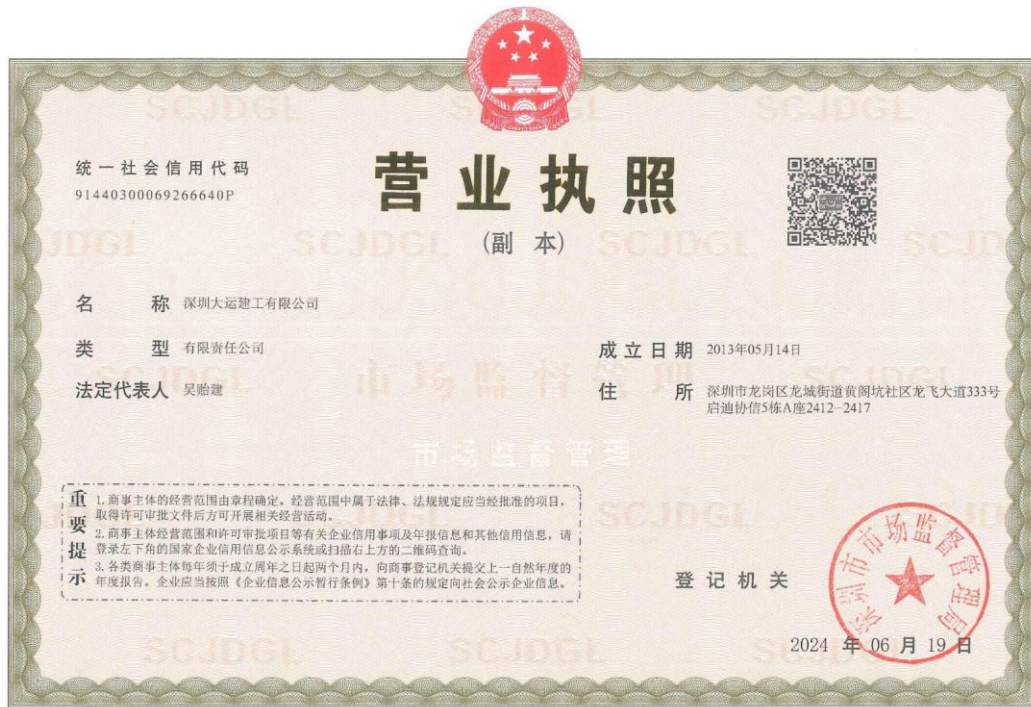 统一社会信用代码
91440300069266640P
营业执照
(副 本)
名 称 深圳大运建工有限公司
类 型 有限责任公司
法定代表人 吴贻建
成立日期 2013年05月14日
住 所 深圳市龙岗区龙城街道黄阁坑社区龙飞大道333号
启迪协信5栋A座2412-2417
重要提示
1.商事主体的经营范围由章程确定。经营范围中属于法律、法规规定应当经批准的项目,
取得许可审批文件后方可开展相关经营活动。
2.商事主体经营范围和许可审批项目等有关企业信用事项及年报信息和其他信用信息,请
登录左下角的国家企业信用信息公示系统或扫描右上方的二维码查询。
3.各类商事主体每年须于成立周年之日起两个月内,向商事登记机关提交上一自然年度的
年度报告。企业应当按照《企业信息公示暂行条例》第十条的规定向社会公示企业信息。
登记机关
深圳市市场监督管理局
2024 年 06 月 19 日
SCJDGL
市场监督管理
市场监督管理